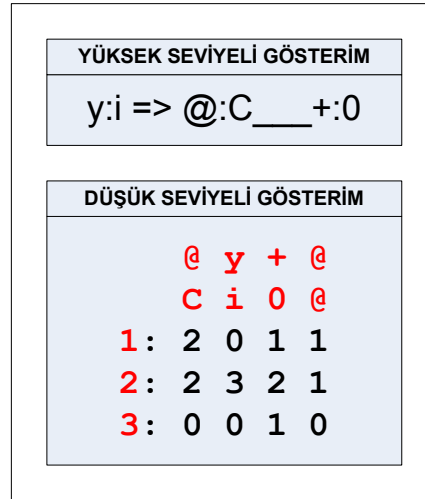 YÜKSEK SEVİYELİ GÖSTERİM
y:i => @:C___+:0
DÜŞÜK SEVİYELİ GÖSTERİM
@ y + @
C i 0 @
1: 2 0 1 1
2: 2 3 2 1
3: 0 0 1 0